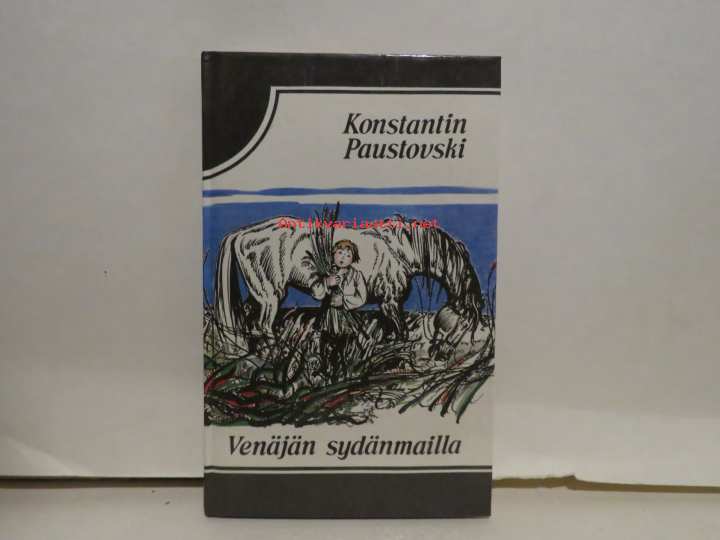 Konstantin
Paustovski
Antikvariaatti.net
Venäjän sydänmailla